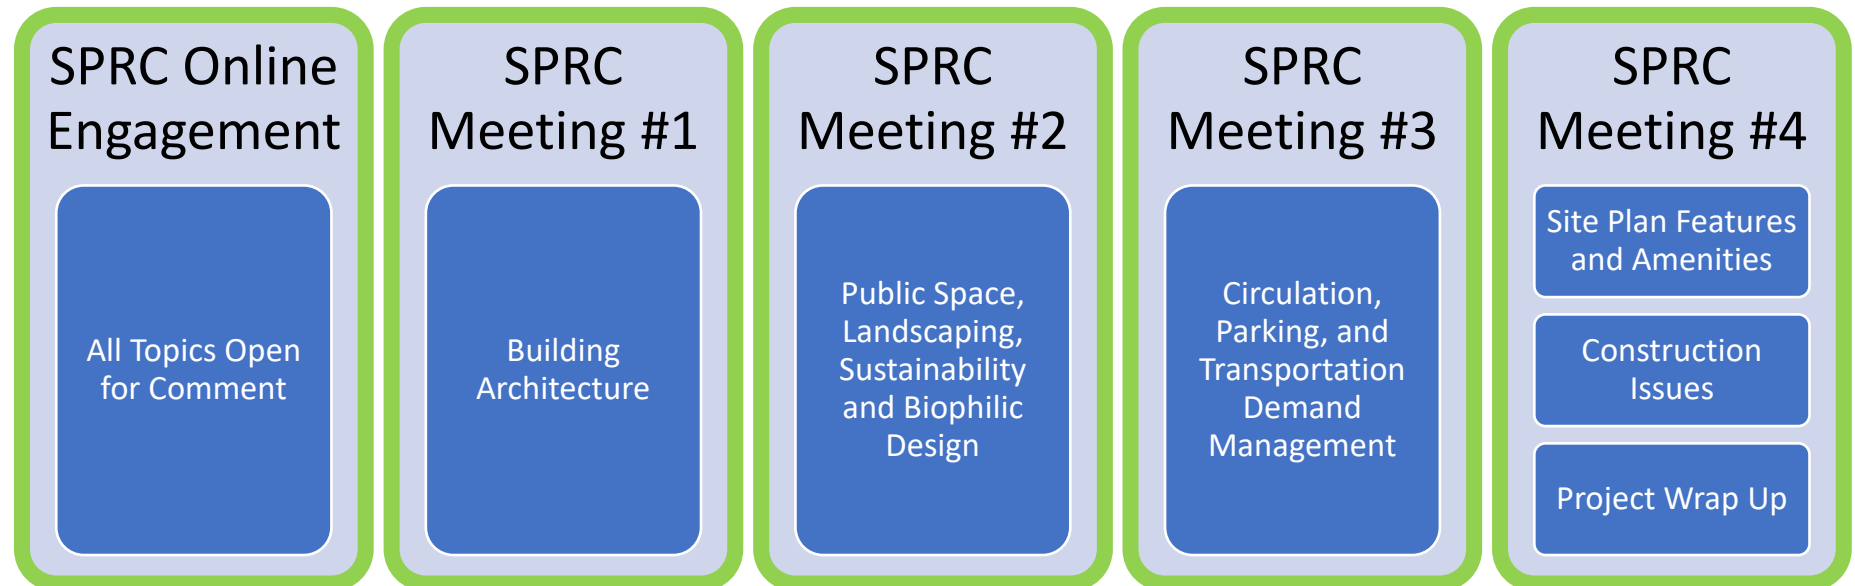 SPRC Online
Engagement
All Topics Open
for Comment
SPRC
Meeting #1
Building
Architecture
SPRC
Meeting #2
Public Space,
Landscaping,
Sustainability
and Biophilic
Design
SPRC
Meeting #3
Circulation,
Parking, and
Transportation
Demand
Management
SPRC
Meeting #4
Site Plan Features
and Amenities
Construction
Issues
Project Wrap Up